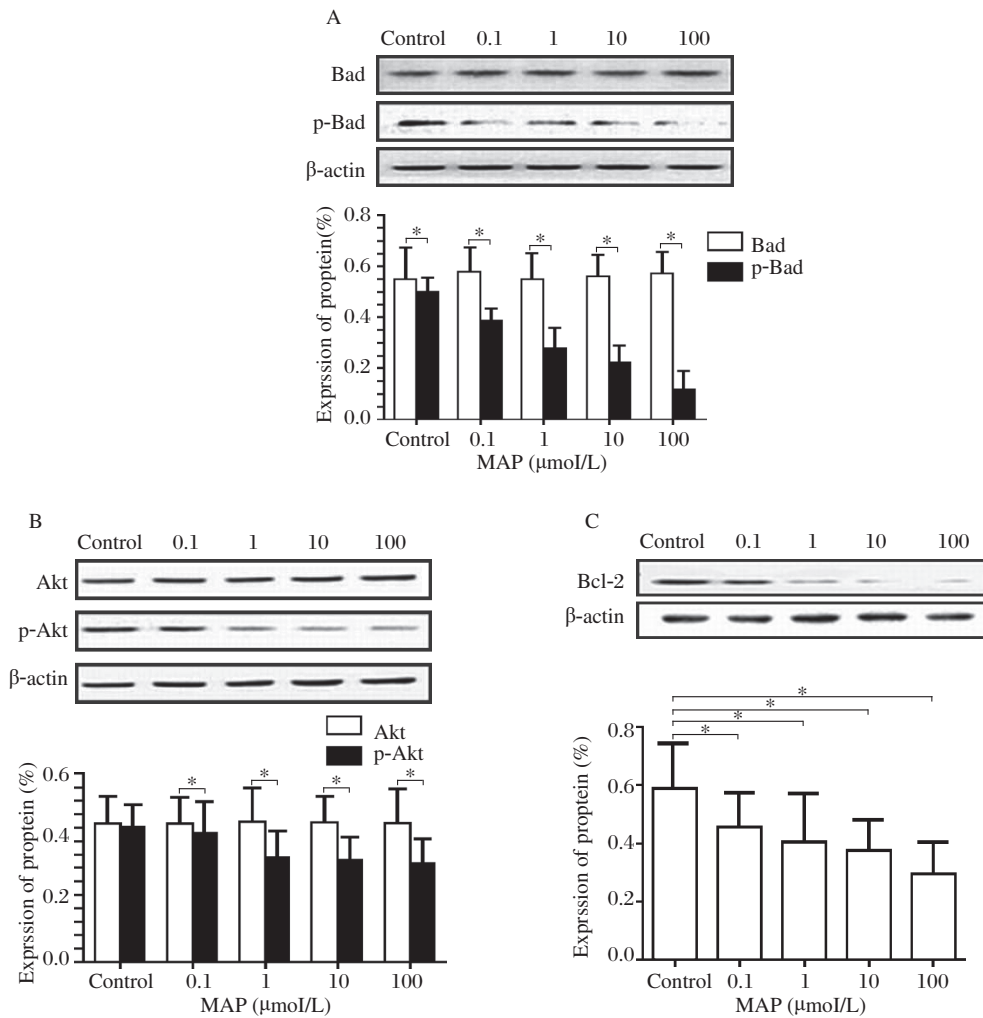 A
Control 0.1 1 10 100
Bad
p-Bad
β-actin
Exprssion of proptein(%)
0.8
0.6
0.4
0.2
0.0
* * * * *
Bad
p-Bad
Control 0.1 1 10 100
MAP (μmoI/L)
B
Control 0.1 1 10 100
Akt
p-Akt
β-actin
Akt
p-Akt
Exprssion of proptein (%)
0.6
0.4
0.2
0.0
* * * *
Control 0.1 1 10 100
MAP (μmoI/L)
C
Control 0.1 1 10 100
Bcl-2
β-actin
*
*
*
*
Exprssion of proptein (%)
0.8
0.6
0.4
0.2
0.0
Control 0.1 1 10 100
MAP (μmoI/L)